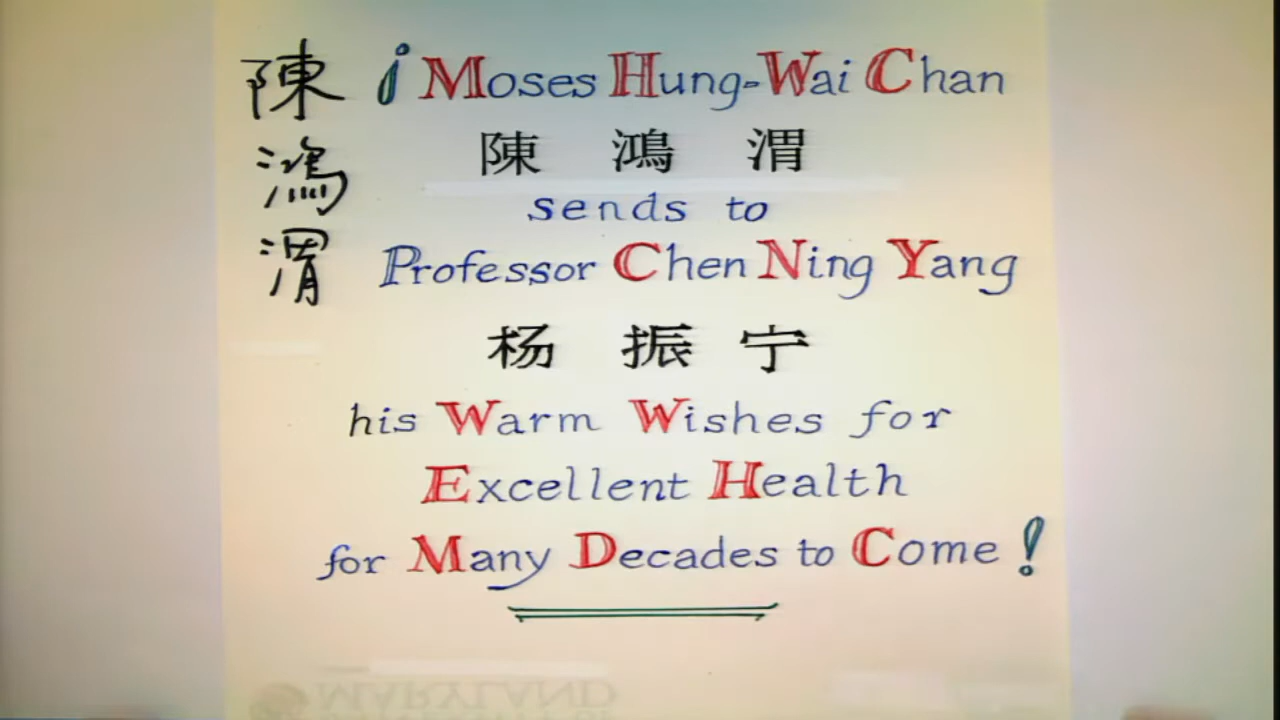 陳鴻渭
¡ Moses Hung-Wai Chan
陳 鴻 渭
sends to
Professor Chen Ning Yang
杨 振 宁
his Warm Wishes for
Excellent Health
for Many Decades to Come !
MARYLAND